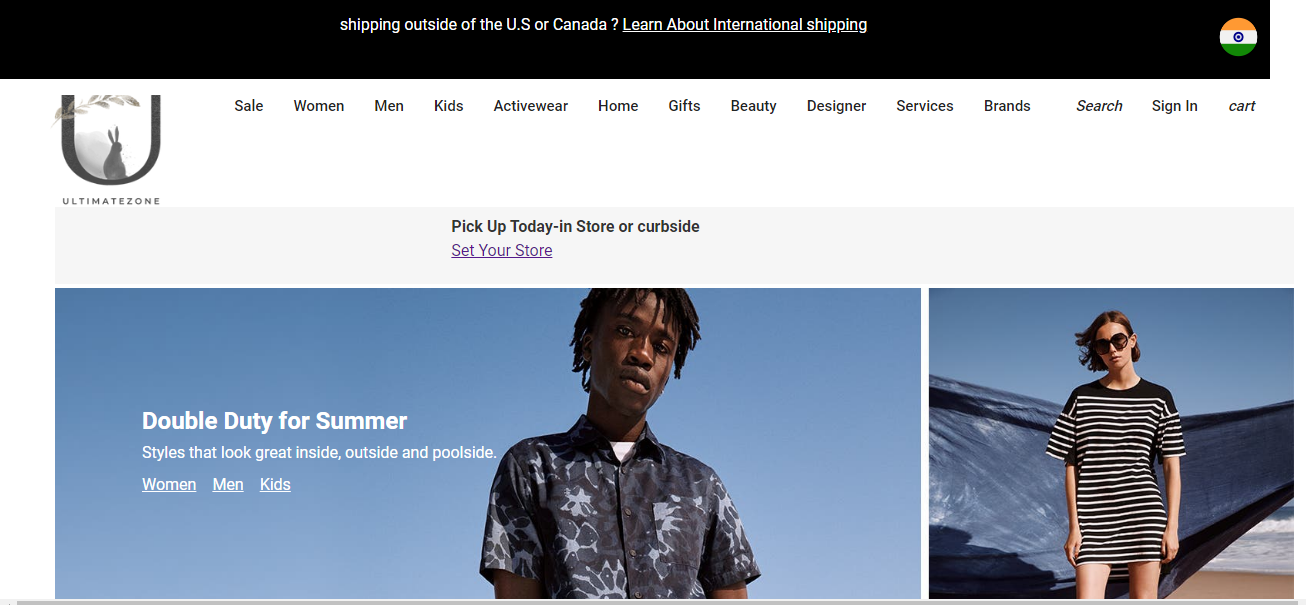 shipping outside of the U.S or Canada ? Learn About International shipping
Sale Women Men Kids Activewear Home Gifts Beauty Designer Services Brands Search Sign In cart
U
ULTIMATEZONE
Pick Up Today-in Store or curbside
Set Your Store
Double Duty for Summer
Styles that look great inside, outside and poolside.
Women Men Kids